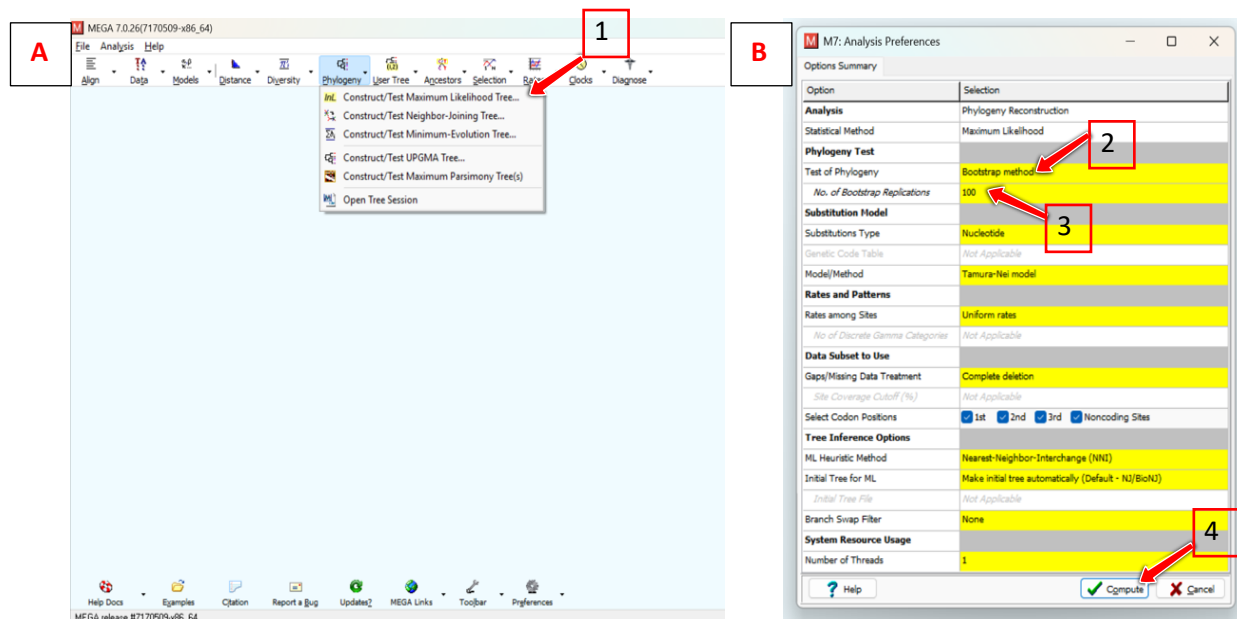 A
MEGA 7.0.26(7170509-x86_64)
1
File Analysis Help
Align Data Models Distance Diversity Phylogeny User Tree Ancestors Selection Rates Clocks Diagnose
Construct/Test Maximum Likelihood Tree...
Construct/Test Neighbor-Joining Tree...
Construct/Test Minimum-Evolution Tree...
Construct/Test UPGMA Tree...
Construct/Test Maximum Parsimony Tree(s)
Open Tree Session
Help Docs Examples Citation Report a Bug Updates? MEGA Links Toolbar Preferences
MEGA release #7170509-x86_64
B
M7: Analysis Preferences
Options Summary
Option Selection
Analysis Phylogeny Reconstruction
Statistical Method Maximum Likelihood
2
Phylogeny Test
Test of Phylogeny Bootstrap method
No. of Bootstrap Replications 100
3
Substitution Model
Substitutions Type Nucleotide
Genetic Code Table Not Applicable
Model/Method Tamura-Nei model
Rates and Patterns
Rates among Sites Uniform rates
No of Discrete Gamma Categories Not Applicable
Data Subset to Use
Gaps/Missing Data Treatment Complete deletion
Site Coverage Cutoff (%) Not Applicable
Select Codon Positions 1st 2nd 3rd Noncoding Sites
Tree Inference Options
ML Heuristic Method Nearest-Neighbor-Interchange (NNI)
Initial Tree for ML Make initial tree automatically (Default - NJ/BioNJ)
Initial Tree File Not Applicable
Branch Swap Filter None
4
System Resource Usage
Number of Threads 1
Help Compute Cancel